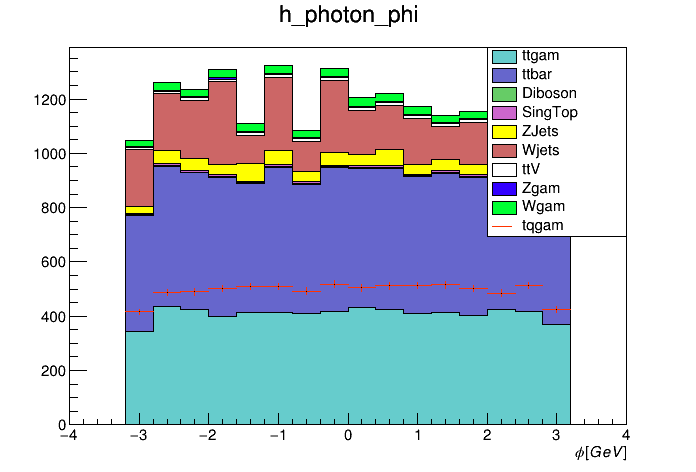 h_photon_phi
ttgam
ttbar
Diboson
SingTop
ZJets
Wjets
ttV
Zgam
Wgam
tqgam
1200
1000
800
600
400
200
0
−4 −3 −2 −1 0 1 2 3 4
ϕ[GeV]